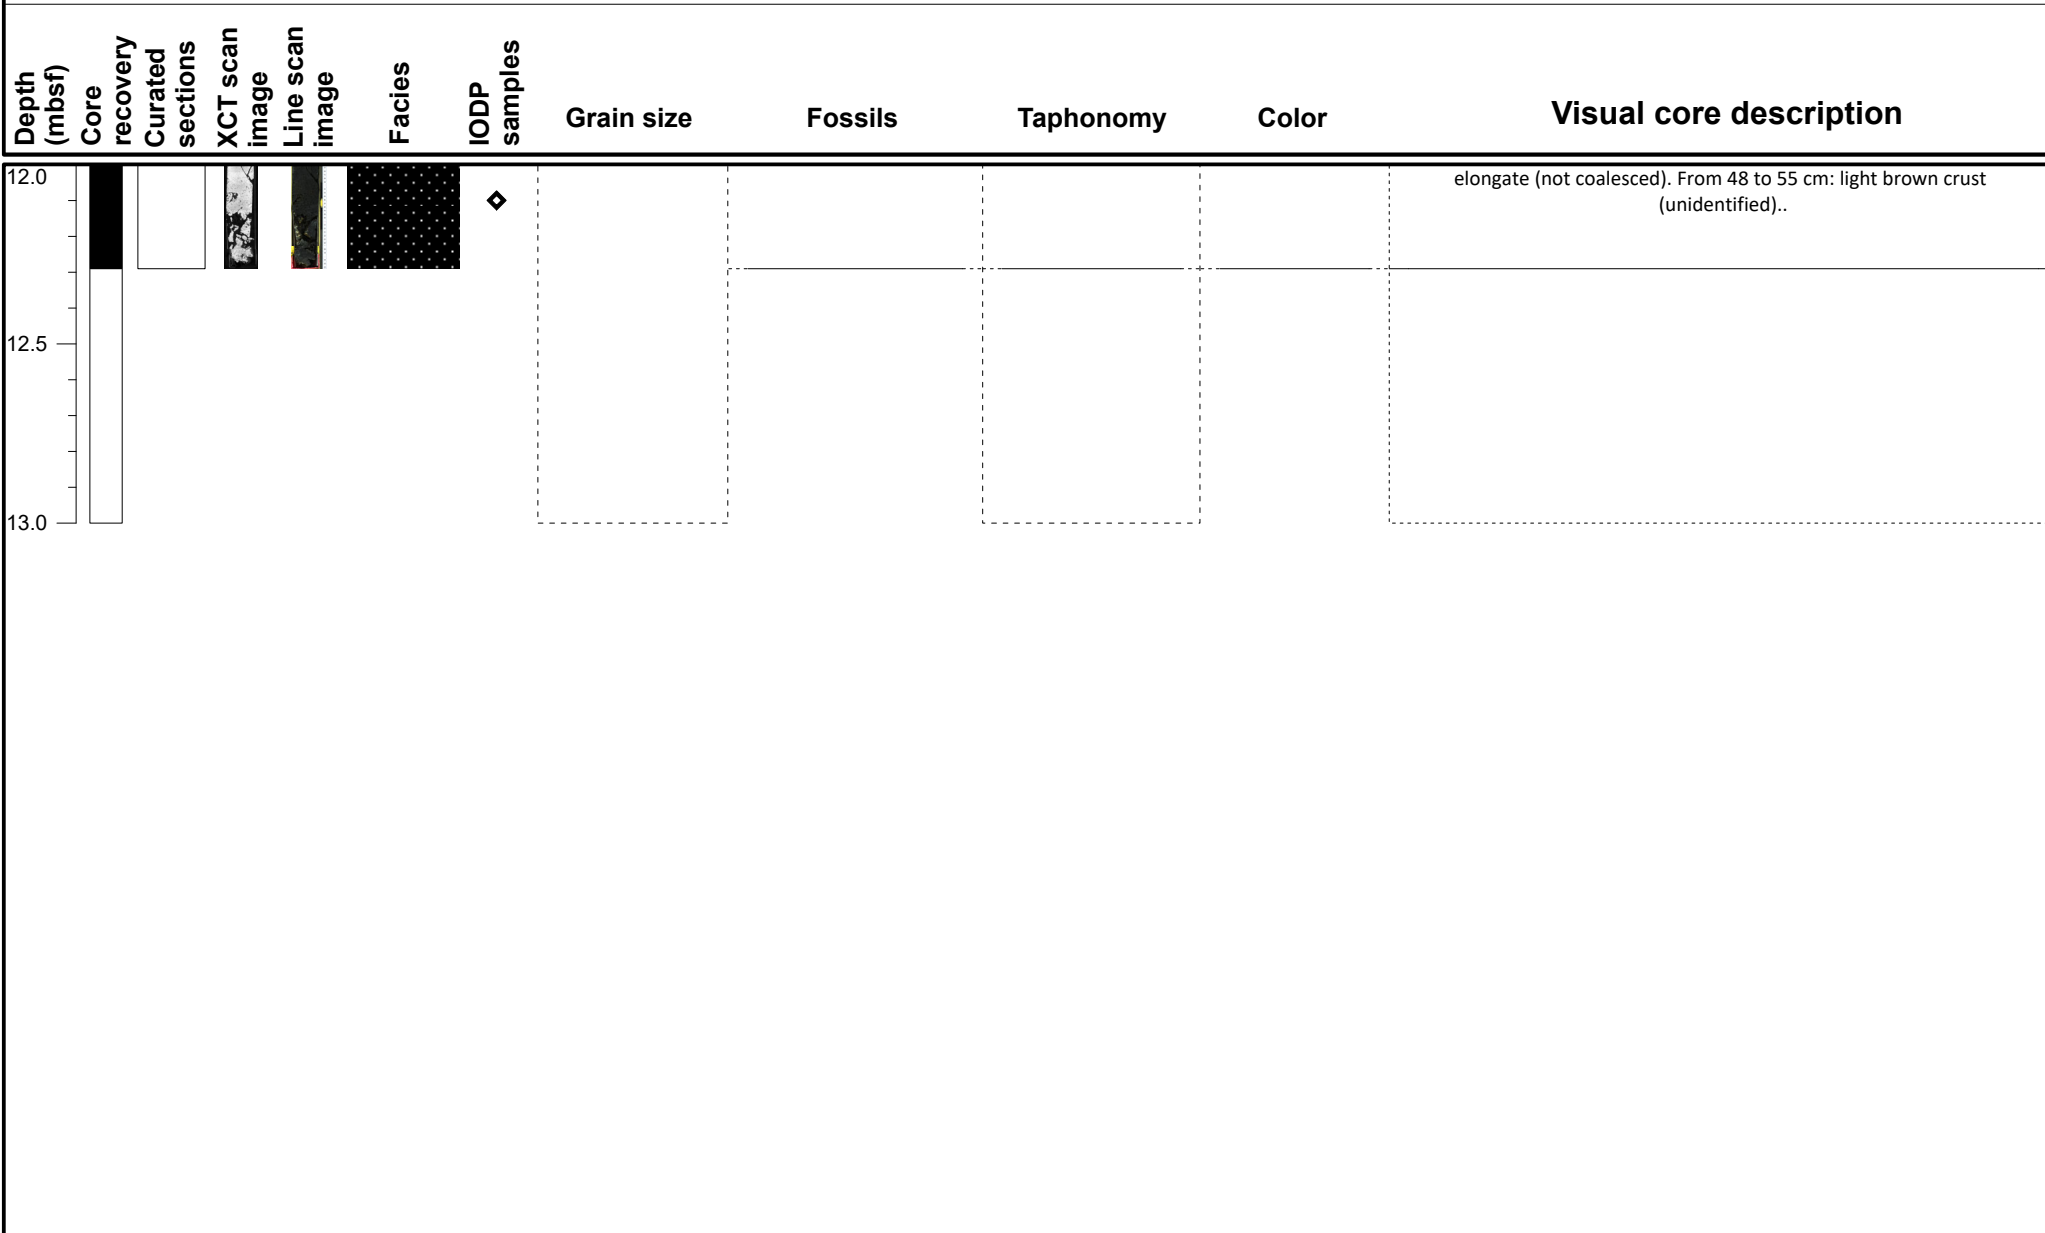 Depth
(mbsf)
Core
recovery
Curated
sections
XCT scan
image
Line scan
image
Facies
IODP
samples
Grain size
Fossils
Taphonomy
Color
Visual core description
12.0
elongate (not coalesced). From 48 to 55 cm: light brown crust
(unidentified)..
12.5
13.0